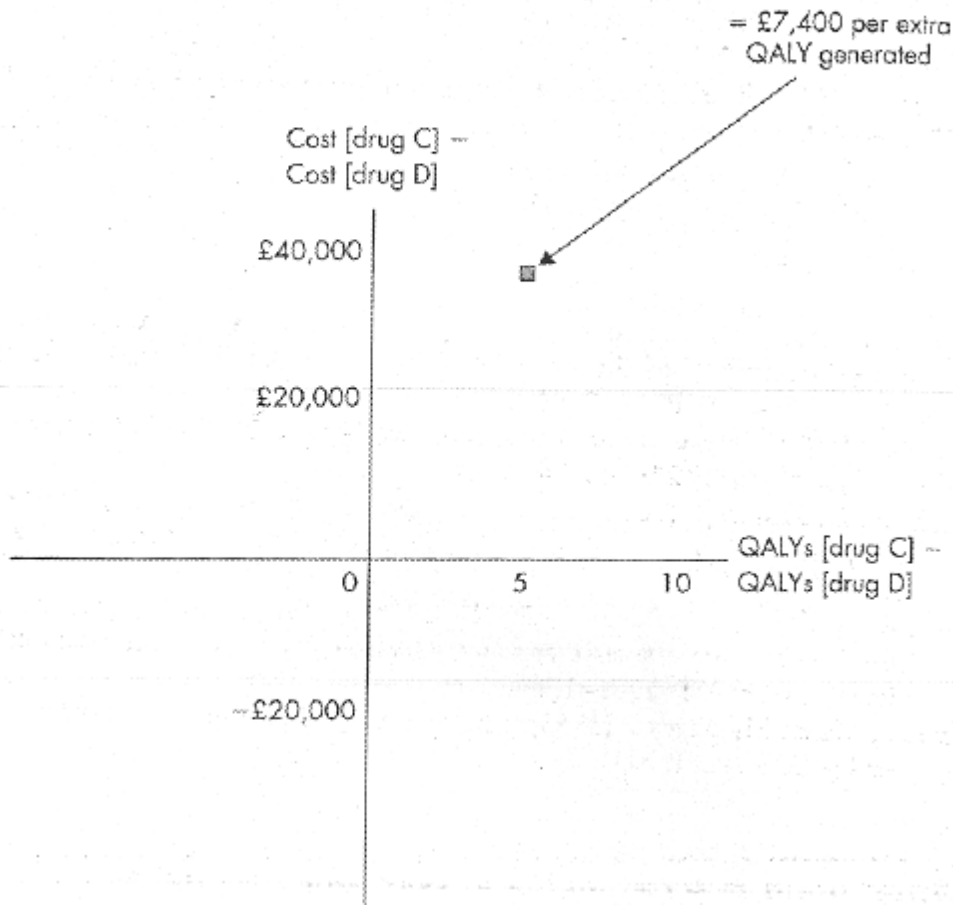 = £7,400 per extra
QALY generated
Cost [drug C] –
Cost [drug D]
£40,000
£20,000
QALYs [drug C] –
0 5 10 QALYs [drug D]
–£20,000